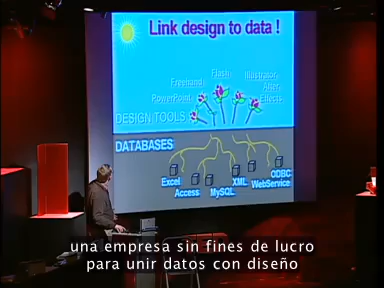 Link design to data !
Flash
Freehand
Illustrator,
After
PowerPoint
Effects
DESIGN TOOLS
DATABASES:
ODBC
Excel
XML
WebService
Access
MySQL
una empresa sin fines de lucro
para unir datos con diseño